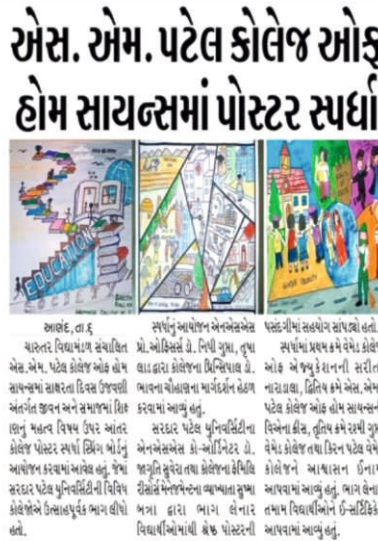 એસ. એમ. પટેલ કોલેજ ઓફ
હોમ સાયન્સમાં પોસ્ટર સ્પર્ધા
EDUCATION
GENDER EQUALITY
આણંદ, તા.૬
ચારુતર વિદ્યામંડળ સંચાલિત
એસ.એમ. પટેલ કોલેજ ઓફ હોમ
સાયન્સમાં સાક્ષરતા દિવસ ઉજવણી
અંતર્ગત જીવન અને સમાજમાં શિક્ષ
ણનું મહત્વ વિષય ઉપર આંતર
કોલેજ પોસ્ટર સ્પર્ધા સ્પ્રિંગ બોર્ડનું
આયોજન કરવામાં આવેલ હતું. જેમાં
સરદાર પટેલ યુનિવર્સિટીની વિવિધ
કોલેજોએ ઉત્સાહપૂર્વક ભાગ લીધો
હતો.
સ્પર્ધાનું આયોજન એનએસએસ
પ્રો.ઓફિસર્સ ડો. નિધી ગુપ્તા, તૃષા
લાડ દ્વારા કોલેજના પ્રિન્સિપાલ ડો.
ભાવના ચૌહાણના માર્ગદર્શન હેઠળ
કરવામાં આવ્યું હતું.
સરદાર પટેલ યુનિવર્સિટીના
એનએસએસ કો-ઓર્ડિનેટર ડો.
જાગૃતિ સુવેરા તથા કોલેજના ફેમિલિ
રીસોર્સ મેનેજમેન્ટના વ્યાખ્યાતા સુષ્મા
બત્રા દ્વારા ભાગ લેનાર
વિદ્યાર્થીઓમાંથી શ્રેષ્ઠ પોસ્ટરની
પસંદગીમાં સહયોગ સાંપડ્યો હતો.
સ્પર્ધામાં પ્રથમ ક્રમે વેમેડ કોલેજ
ઓફ એજ્યુકેશનની સરીત
નારાડાલા, દ્વિતિય ક્રમે એસ.એમ.
પટેલ કોલેજ ઓફ હોમ સાયન્સન
વિએના ક્રીસ, તૃતિય ક્રમે રામી ગુપ્ત
વેમેડ કોલેજ તથા કિરન પટેલ વેમે
કોલેજને આશ્વાસન ઈના
આપવામાં આવ્યું હતું. ભાગ લેના
તમામ વિદ્યાર્થીઓને ઈ-સર્ટિફિકે
આપવામાં આવ્યું હતું.